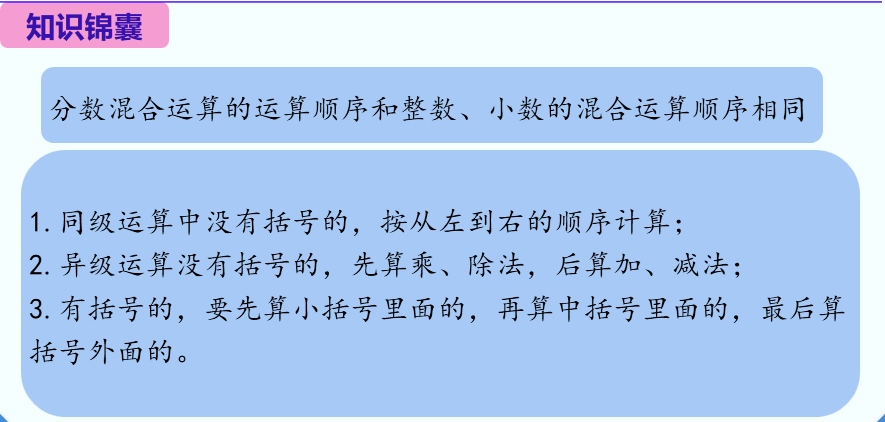 知识锦囊
分数混合运算的运算顺序和整数、小数的混合运算顺序相同
1.同级运算中没有括号的，按从左到右的顺序计算；
2.异级运算没有括号的，先算乘、除法，后算加、减法；
3.有括号的，要先算小括号里面的，再算中括号里面的，最后算
括号外面的。